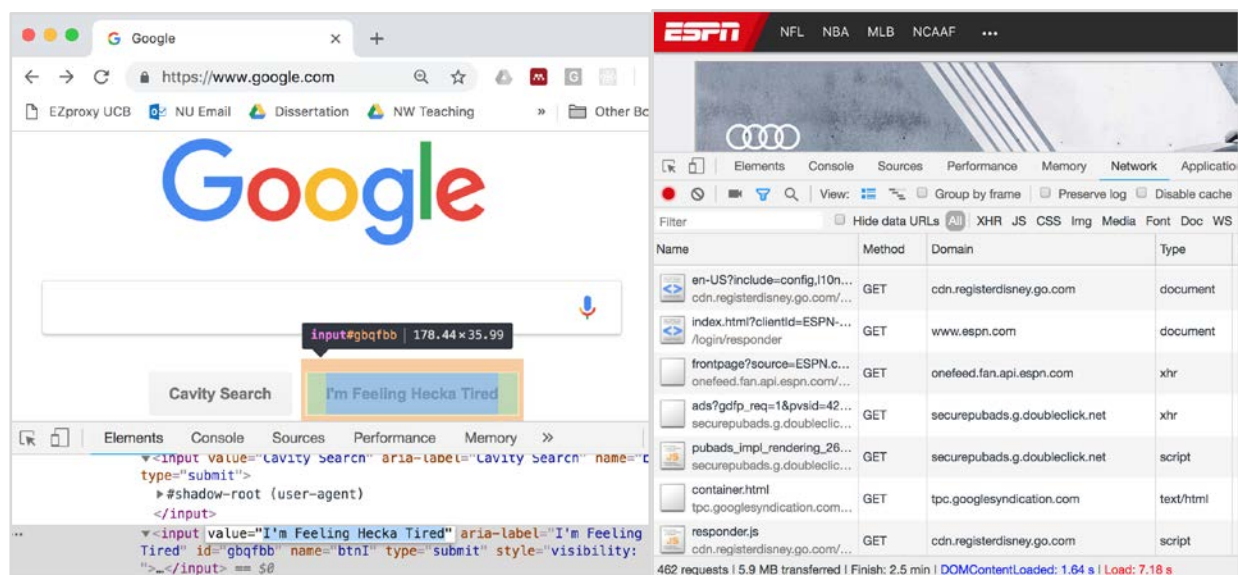 Google
https://www.google.com
EZproxy UCB NU Email Dissertation NW Teaching » Other Bo
Google
input#gbqfbb | 178.44×35.99
Cavity Search I'm Feeling Hecka Tired
Elements Console Sources Performance Memory »
▼<input value="Cavity Search" aria-label="Cavity Search" name="b
type="submit">
▶#shadow-root (user-agent)
</input>
▼<input value="I'm Feeling Hecka Tired" aria-label="I'm Feeling
Tired" id="gbqfbb" name="btnI" type="submit" style="visibility:
">…</input> == $0
ESPN NFL NBA MLB NCAAF •••
Elements Console Sources Performance Memory Network Applicatio
View: Group by frame Preserve log Disable cache
Filter Hide data URLs All XHR JS CSS Img Media Font Doc WS
Name Method Domain Type
en-US?include=config,l10n... GET cdn.registerdisney.go.com document
cdn.registerdisney.go.com/...
index.html?clientId=ESPN-... GET www.espn.com document
/login/responder
frontpage?source=ESPN.c... GET onefeed.fan.api.espn.com xhr
onefeed.fan.api.espn.com/...
ads?gdfp_req=1&pvsid=42... GET securepubads.g.doubleclick.net xhr
securepubads.g.doubleclic...
pubads_impl_rendering_26... GET securepubads.g.doubleclick.net script
securepubads.g.doubleclic...
container.html GET tpc.googlesyndication.com text/html
tpc.googlesyndication.com...
responder.js GET cdn.registerdisney.go.com script
cdn.registerdisney.go.com/...
462 requests | 5.9 MB transferred | Finish: 2.5 min | DOMContentLoaded: 1.64 s | Load: 7.18 s